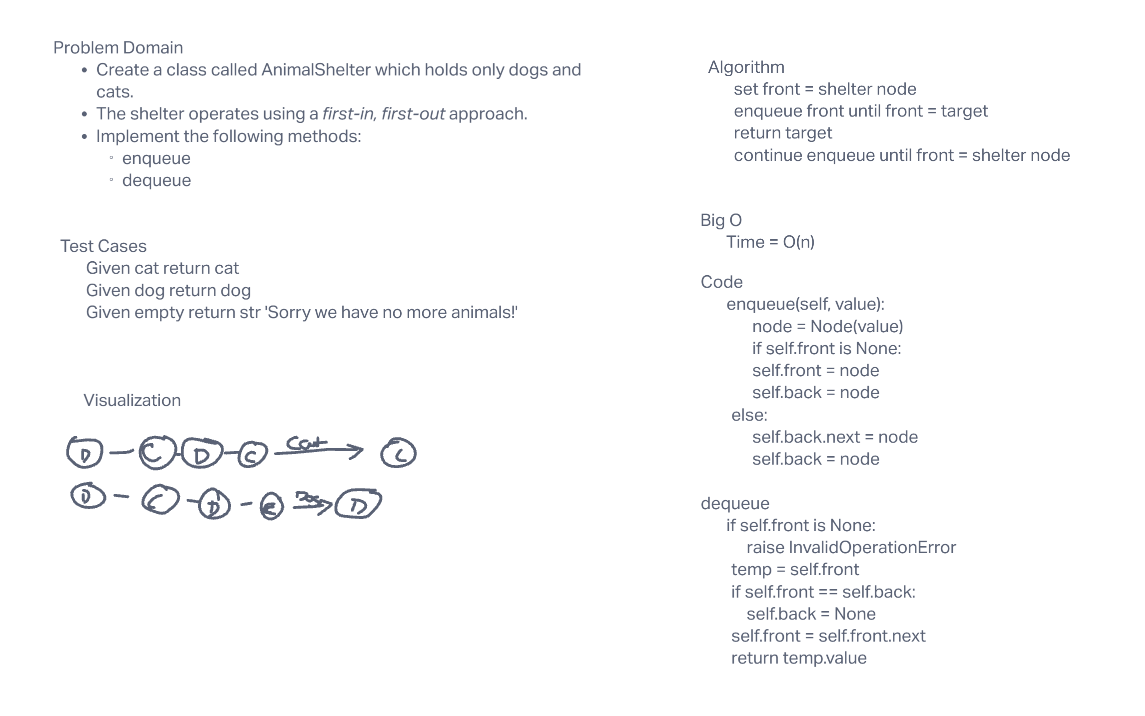 Problem Domain
• Create a class called AnimalShelter which holds only dogs and
cats.
• The shelter operates using a first-in, first-out approach.
• Implement the following methods:
◦ enqueue
◦ dequeue
Test Cases
Given cat return cat
Given dog return dog
Given empty return str 'Sorry we have no more animals!'
Visualization
D C D C Cat C
D C D C Dog D
Algorithm
set front = shelter node
enqueue front until front = target
return target
continue enqueue until front = shelter node
Big O
Time = O(n)
Code
enqueue(self, value):
node = Node(value)
if self.front is None:
self.front = node
self.back = node
else:
self.back.next = node
self.back = node
dequeue
if self.front is None:
raise InvalidOperationError
temp = self.front
if self.front == self.back:
self.back = None
self.front = self.front.next
return temp.value